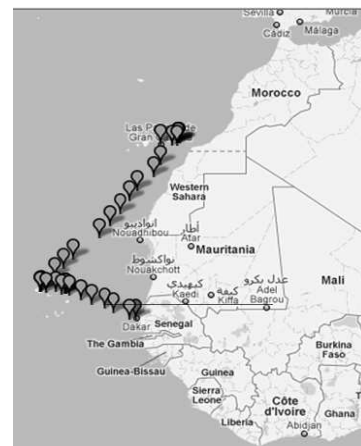 Sevilla
Murcia
Cádiz
Málaga
Morocco
Las P
de
Gran
Western
Sahara
انواذيبو
Nouadhibou
أطار
Atar
Mauritania
نواكشوط
Nouakchott
كيهيدي
Kaedi
كيفة
Kiffa
عدل بكرو
Adel
Bagrou
Mali
Dakar
Senegal
The Gambia
Guinea-Bissau
Guinea
Burkina
Faso
Sierra
Leone
Côte
d'Ivoire
Ghana
Liberia
Abidjan